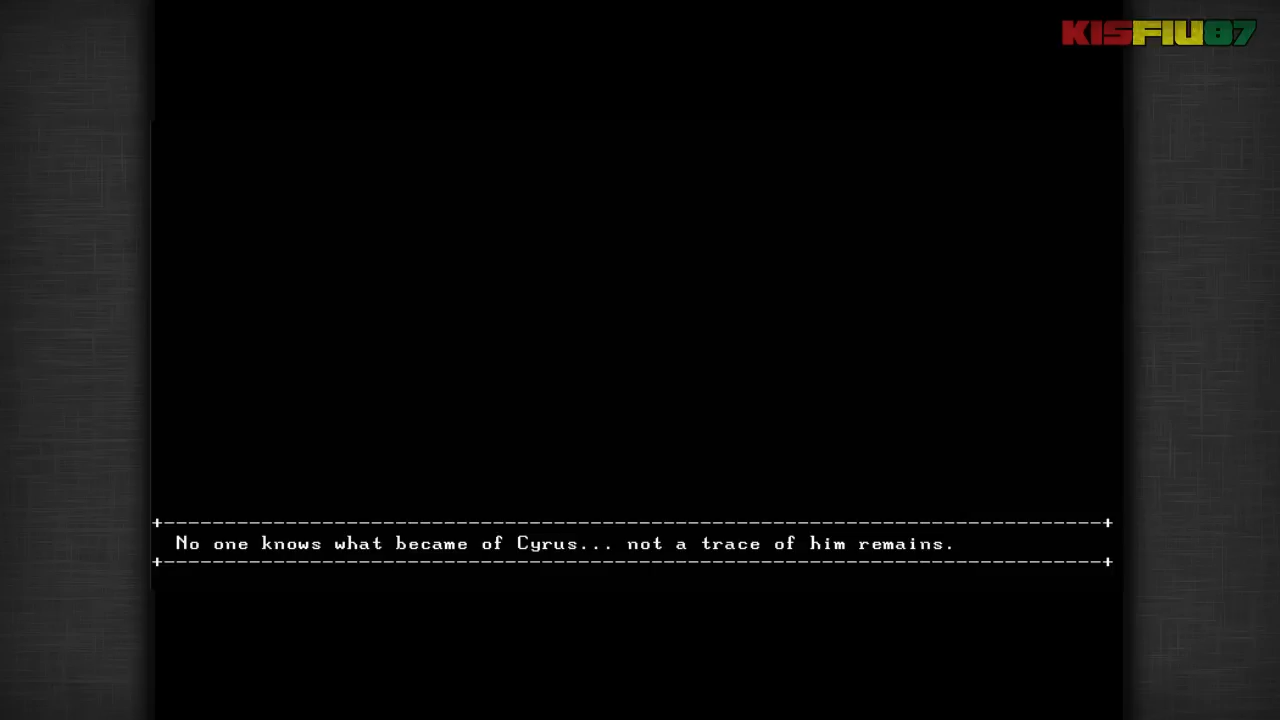 KISFIU87
No one knows what became of Cyrus... not a trace of him remains.